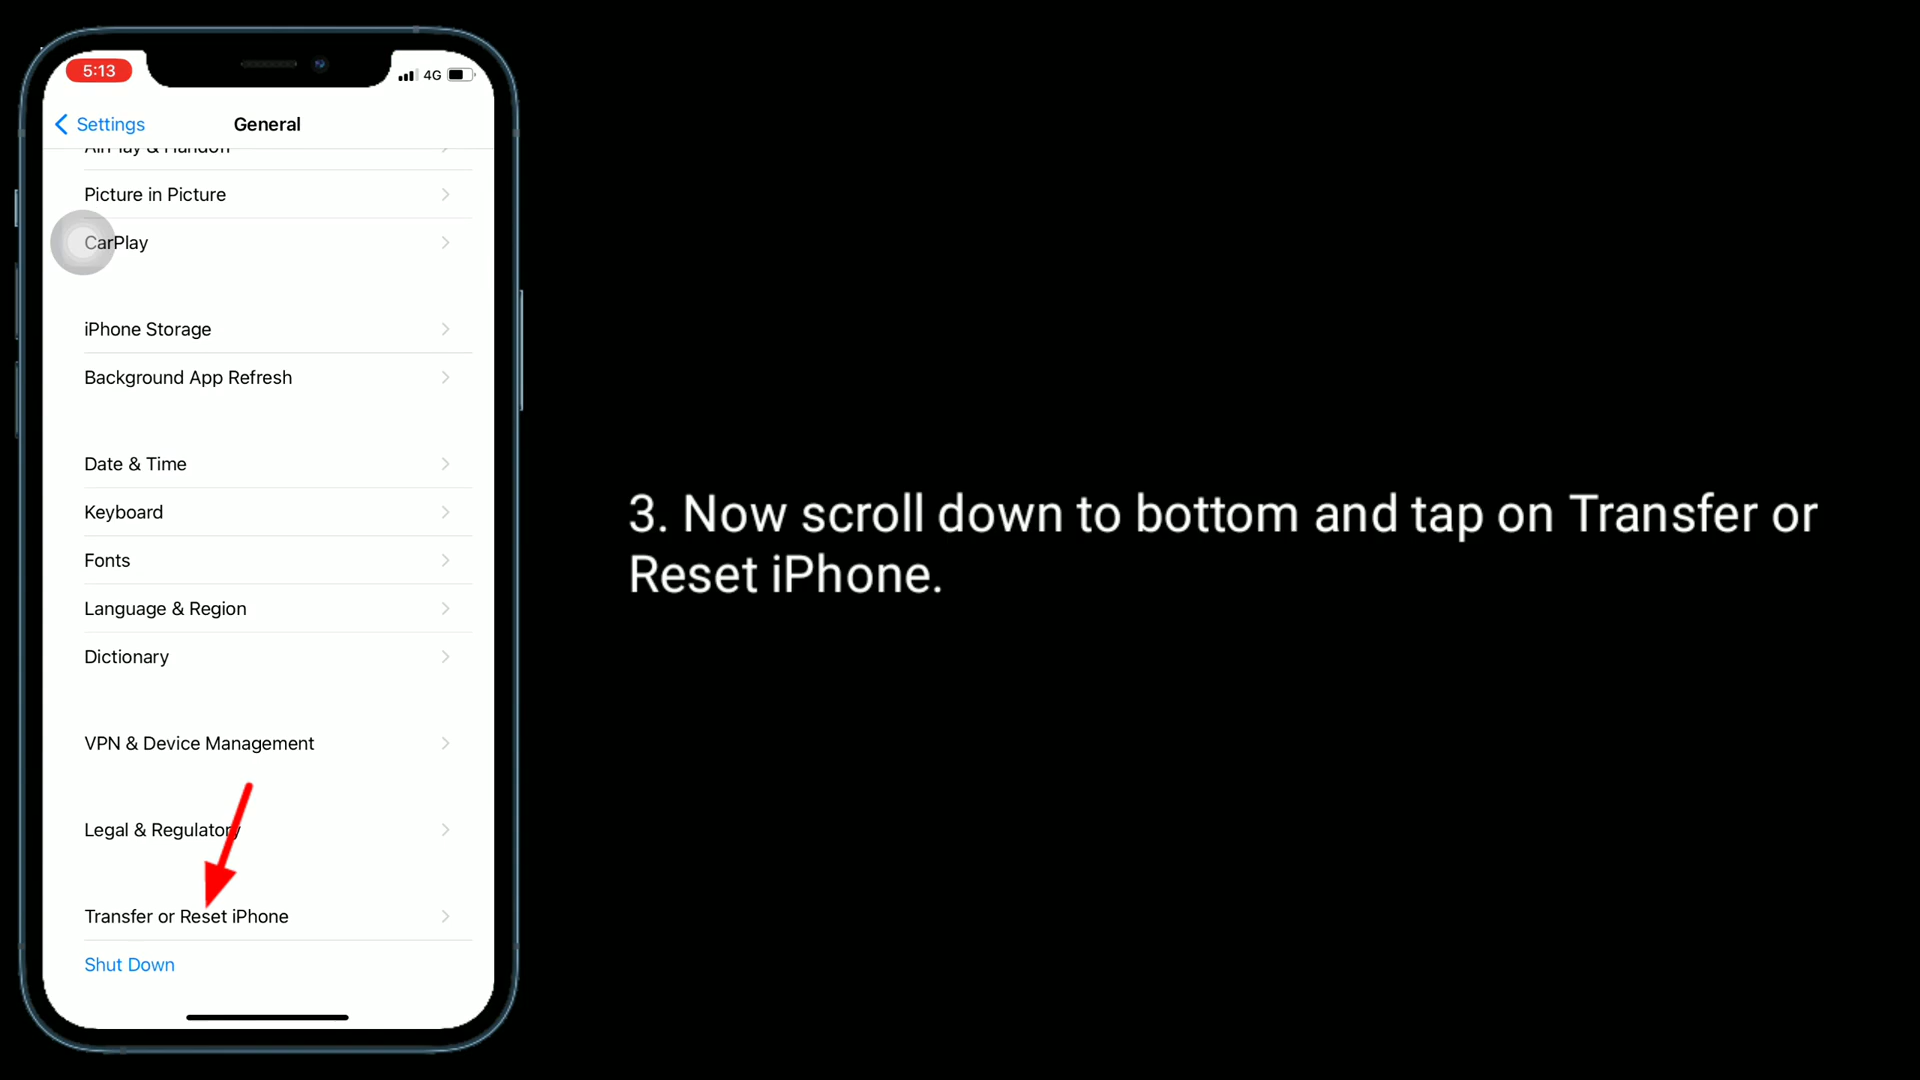 5:13
4G
Settings
General
AirPlay & Handoff
Picture in Picture
CarPlay
iPhone Storage
Background App Refresh
Date & Time
Keyboard
Fonts
Language & Region
Dictionary
VPN & Device Management
Legal & Regulatory
Transfer or Reset iPhone
Shut Down
3. Now scroll down to bottom and tap on Transfer or
Reset iPhone.